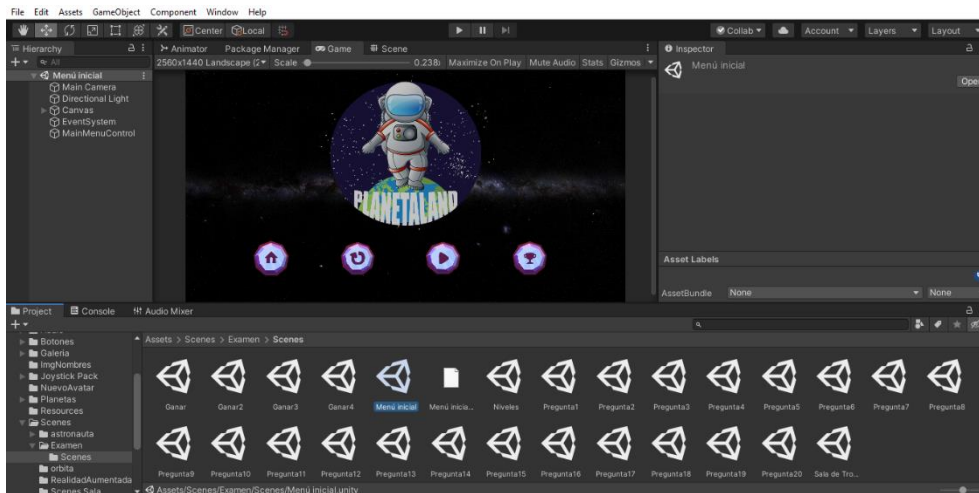 File Edit Assets GameObject Component Window Help
Center Local Collab Account Layers Layout
Hierarchy Animator Package Manager Game Scene Inspector
All 2560x1440 Landscape (2 Scale 0.238 Maximize On Play Mute Audio Stats Gizmos
Menú inicial
Main Camera
Directional Light
Canvas
EventSystem
MainMenuControl
PLANETALAND
Menú inicial
Open
Asset Labels
AssetBundle None None
Project Console Audio Mixer
Botones
Galeria
ImgNombres
Joystick Pack
NuevoAvatar
Planetas
Resources
Scenes
astronauta
Examen
Scenes
orbita
RealidadAumentada
Scenes Sala
Assets > Scenes > Examen > Scenes
Ganar Ganar2 Ganar3 Ganar4 Menú inicial Menú inicia... Niveles Pregunta1 Pregunta2 Pregunta3 Pregunta4 Pregunta5 Pregunta6 Pregunta7 Pregunta8
Pregunta9 Pregunta10 Pregunta11 Pregunta12 Pregunta13 Pregunta14 Pregunta15 Pregunta16 Pregunta17 Pregunta18 Pregunta19 Pregunta20 Sala de Tro...
Assets/Scenes/Examen/Scenes/Menú inicial.unity